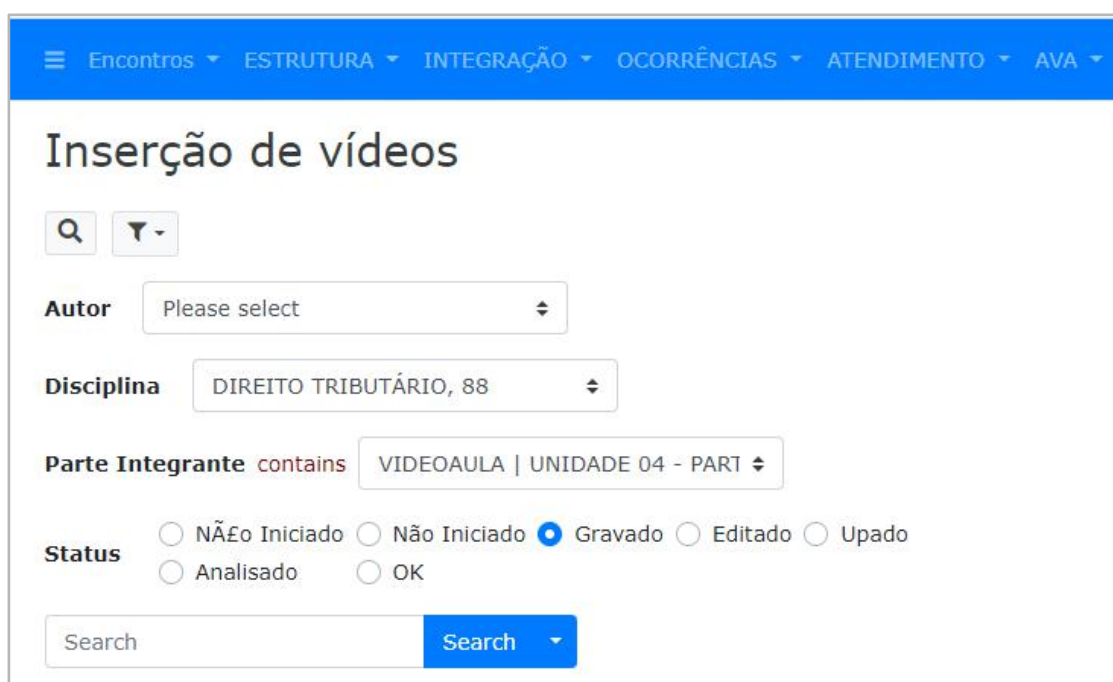 Encontros ESTRUTURA INTEGRAÇÃO OCORRÊNCIAS ATENDIMENTO AVA
Inserção de vídeos
Autor Please select
Disciplina DIREITO TRIBUTÁRIO, 88
Parte Integrante contains VIDEOAULA | UNIDADE 04 - PART
Status NÃ£o Iniciado Não Iniciado Gravado Editado Upado
Analisado OK
Search Search